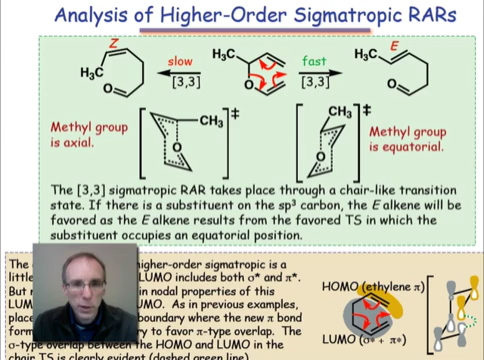 Analysis of Higher-Order Sigmatropic RARs
Z
H₃C
O
slow
[3,3]
H₃C
O
fast
[3,3]
H₃C
E
O
Methyl group
is axial.
CH₃
‡
O
CH₃
‡
O
Methyl group
is equatorial.
The [3,3] sigmatropic RAR takes place through a chair-like transition
state. If there is a substituent on the sp³ carbon, the E alkene will be
favored as the E alkene results from the favored TS in which the
substituent occupies an equatorial position.
The higher-order sigmatropic is a
little LUMO includes both σ* and π*.
But in nodal properties of this
LUM UMO. As in previous examples,
place boundary where the new π bond
form ry to favor π-type overlap. The
σ-type overlap between the HOMO and LUMO in the
chair TS is clearly evident (dashed green line)
HOMO (ethylene π)
LUMO (σ* + π*)